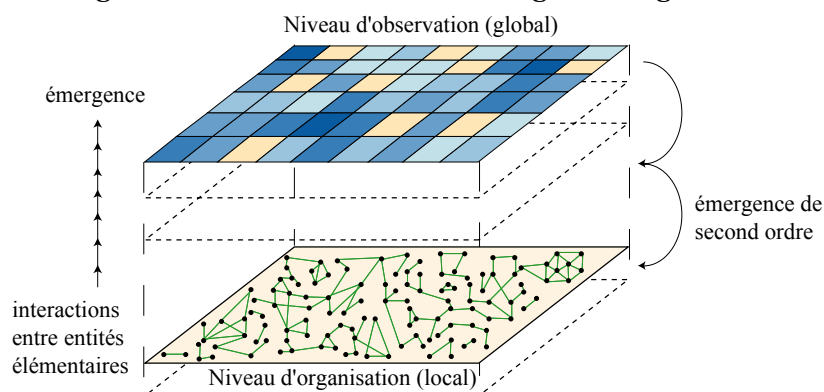 Niveau d'observation (global)
émergence
émergence de
second ordre
interactions
entre entités
élémentaires
Niveau d'organisation (local)